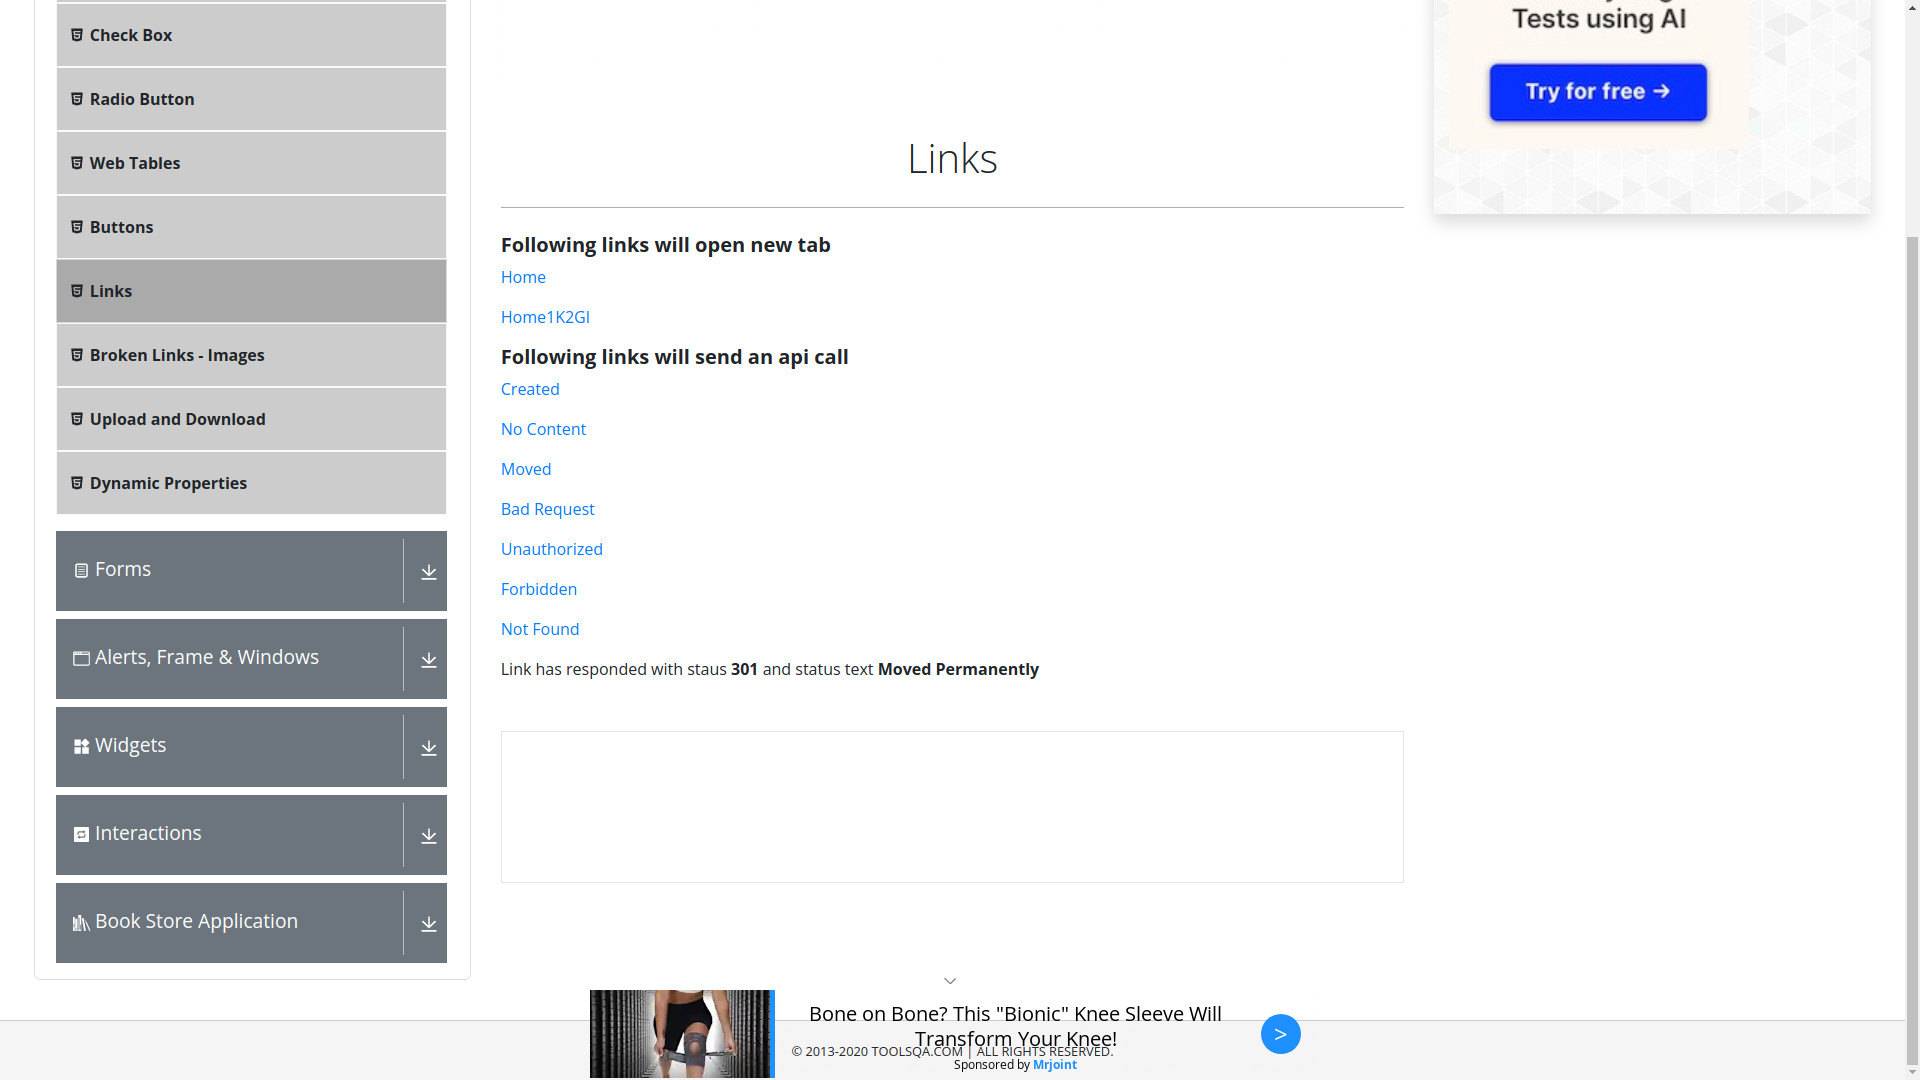 Check Box
Radio Button
Web Tables
Buttons
Links
Broken Links - Images
Upload and Download
Dynamic Properties
Forms
Alerts, Frame & Windows
Widgets
Interactions
Book Store Application
Links
Following links will open new tab
Home
Home1K2Gl
Following links will send an api call
Created
No Content
Moved
Bad Request
Unauthorized
Forbidden
Not Found
Link has responded with staus 301 and status text Moved Permanently
Tests using AI
Try for free →
Bone on Bone? This "Bionic" Knee Sleeve Will
Transform Your Knee!
© 2013-2020 TOOLSQA.COM | ALL RIGHTS RESERVED.
Sponsored by Mrjoint
>